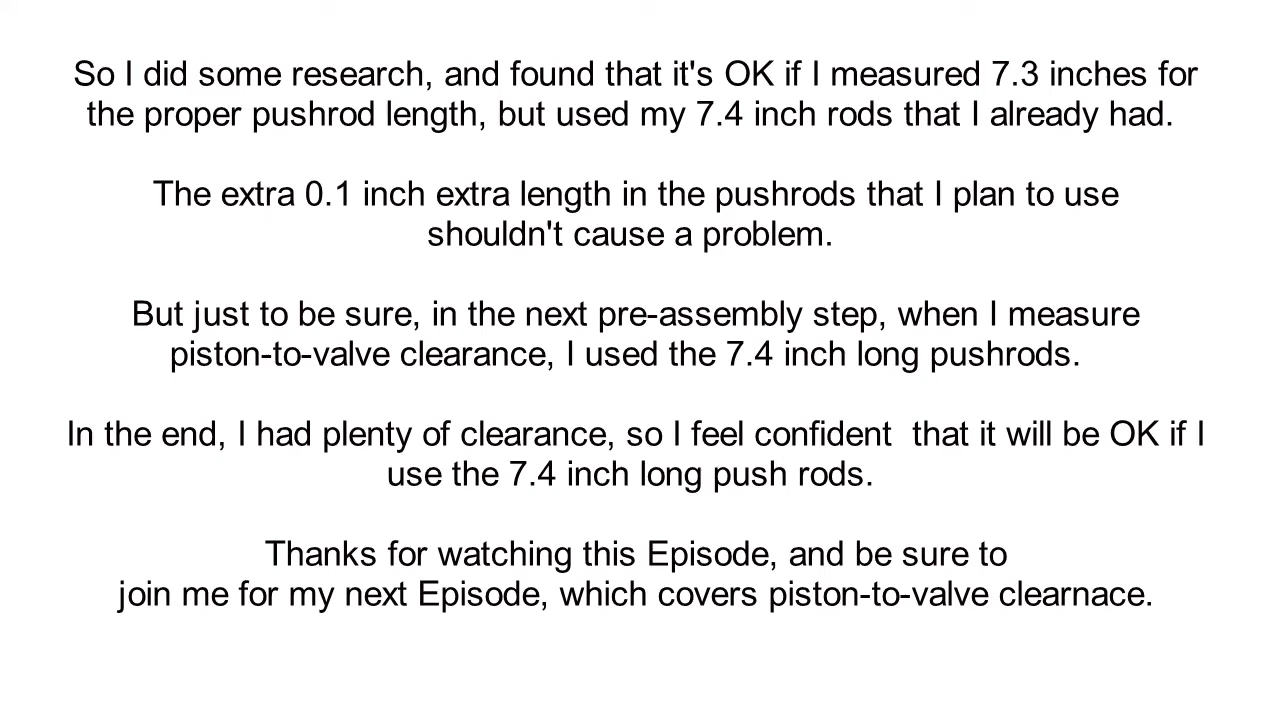 So I did some research, and found that it's OK if I measured 7.3 inches for
the proper pushrod length, but used my 7.4 inch rods that I already had.
The extra 0.1 inch extra length in the pushrods that I plan to use
shouldn't cause a problem.
But just to be sure, in the next pre-assembly step, when I measure
piston-to-valve clearance, I used the 7.4 inch long pushrods.
In the end, I had plenty of clearance, so I feel confident  that it will be OK if I
use the 7.4 inch long push rods.
Thanks for watching this Episode, and be sure to
join me for my next Episode, which covers piston-to-valve clearnace.